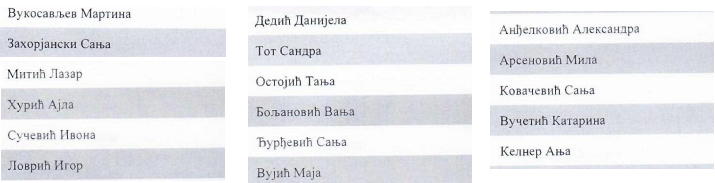 Вукосављев Мартина
Захорјански Сања
Митић Лазар
Хурић Ајла
Сучевић Ивона
Ловрић Игор
Дедић Данијела
Тот Сандра
Остојић Тања
Бољановић Вања
Ђурђевић Сања
Вујић Маја
Анђелковић Александра
Арсеновић Мила
Ковачевић Сања
Вучетић Катарина
Келнер Ања